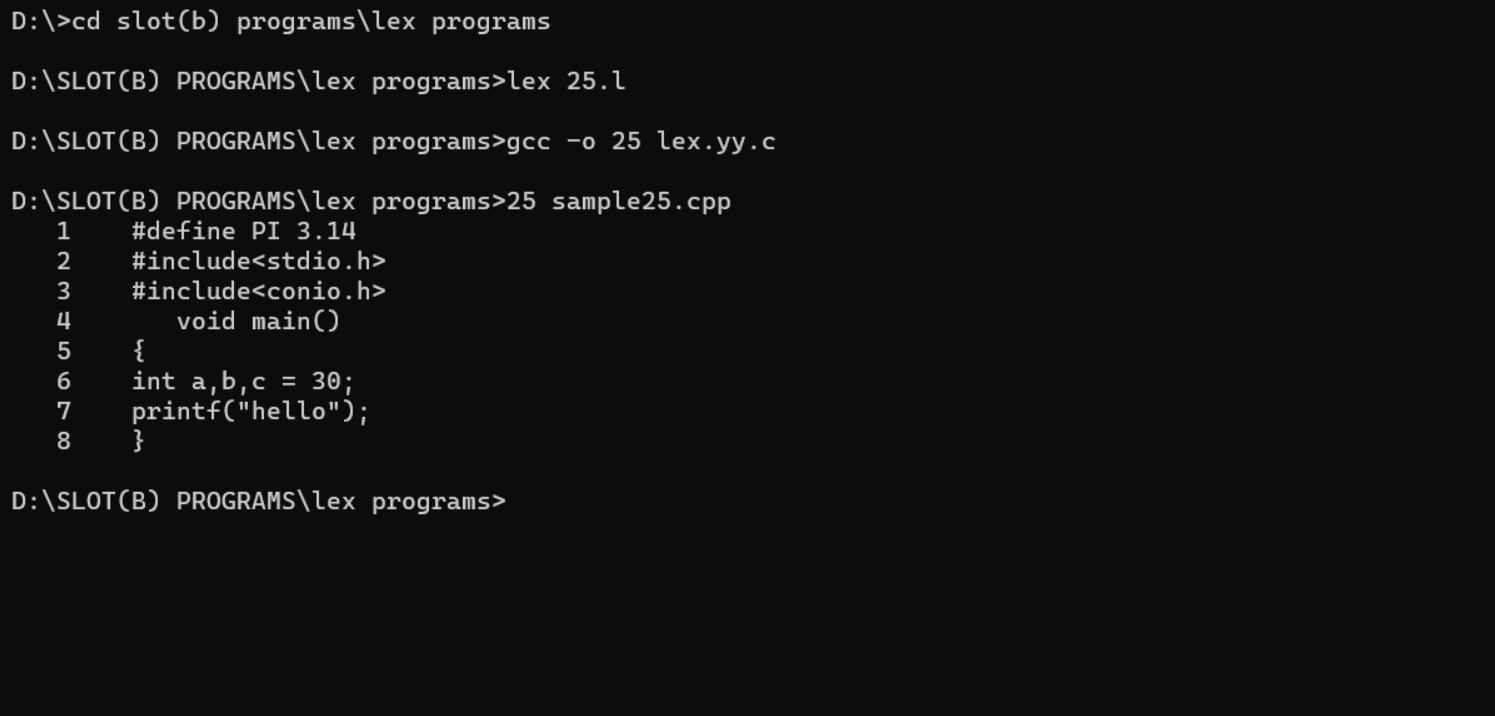 D:\>cd slot(b) programs\lex programs
D:\SLOT(B) PROGRAMS\lex programs>lex 25.l
D:\SLOT(B) PROGRAMS\lex programs>gcc -o 25 lex.yy.c
D:\SLOT(B) PROGRAMS\lex programs>25 sample25.cpp
   1    #define PI 3.14
   2    #include<stdio.h>
   3    #include<conio.h>
   4       void main()
   5    {
   6    int a,b,c = 30;
   7    printf("hello");
   8    }
D:\SLOT(B) PROGRAMS\lex programs>